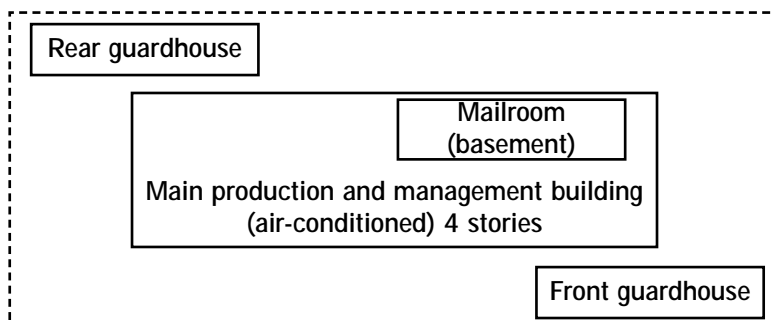 Rear guardhouse
Mailroom
(basement)
Main production and management building
(air-conditioned) 4 stories
Front guardhouse